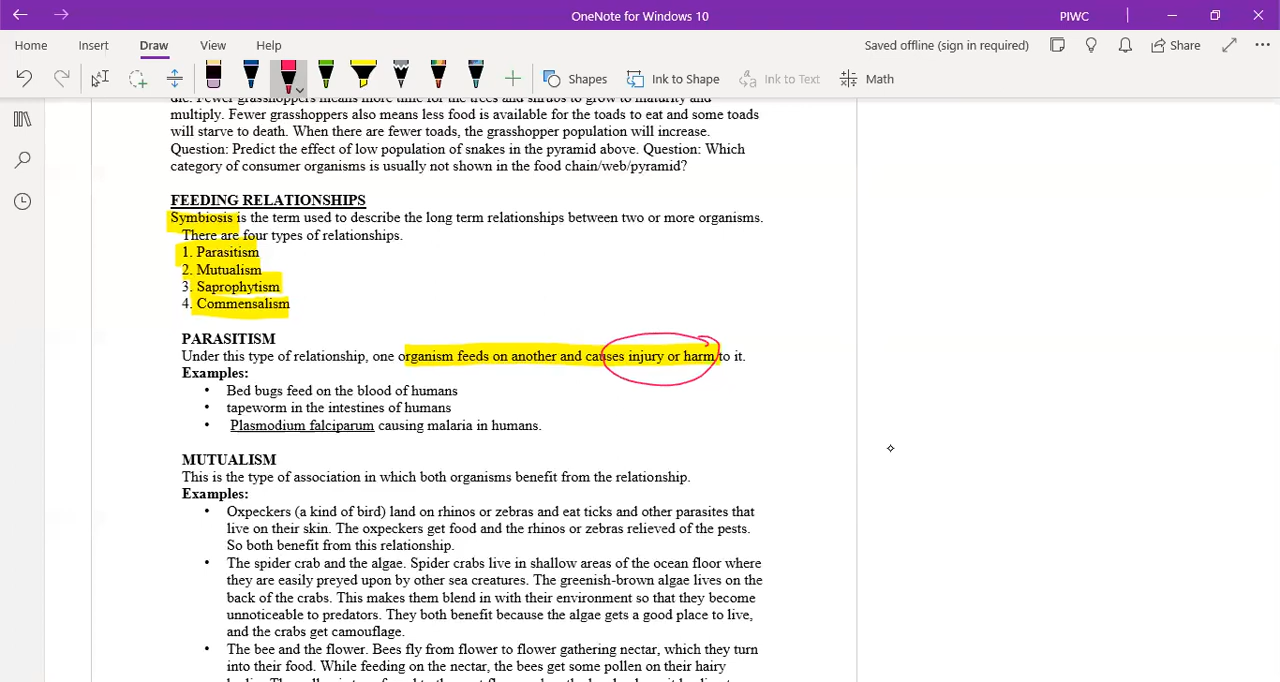 OneNote for Windows 10
PIWC
Home Insert Draw View Help
Saved offline (sign in required)
Share
Shapes
Ink to Shape
Ink to Text
Math
die. Fewer grasshoppers means more time for the trees and shrubs to grow to maturity and
multiply. Fewer grasshoppers also means less food is available for the toads to eat and some toads
will starve to death. When there are fewer toads, the grasshopper population will increase.
Question: Predict the effect of low population of snakes in the pyramid above. Question: Which
category of consumer organisms is usually not shown in the food chain/web/pyramid?
FEEDING RELATIONSHIPS
Symbiosis is the term used to describe the long term relationships between two or more organisms.
There are four types of relationships.
1. Parasitism
2. Mutualism
3. Saprophytism
4. Commensalism
PARASITISM
Under this type of relationship, one organism feeds on another and causes injury or harm to it.
Examples:
• Bed bugs feed on the blood of humans
• tapeworm in the intestines of humans
• Plasmodium falciparum causing malaria in humans.
MUTUALISM
This is the type of association in which both organisms benefit from the relationship.
Examples:
• Oxpeckers (a kind of bird) land on rhinos or zebras and eat ticks and other parasites that
live on their skin. The oxpeckers get food and the rhinos or zebras relieved of the pests.
So both benefit from this relationship.
• The spider crab and the algae. Spider crabs live in shallow areas of the ocean floor where
they are easily preyed upon by other sea creatures. The greenish-brown algae lives on the
back of the crabs. This makes them blend in with their environment so that they become
unnoticeable to predators. They both benefit because the algae gets a good place to live,
and the crabs get camouflage.
• The bee and the flower. Bees fly from flower to flower gathering nectar, which they turn
into their food. While feeding on the nectar, the bees get some pollen on their hairy